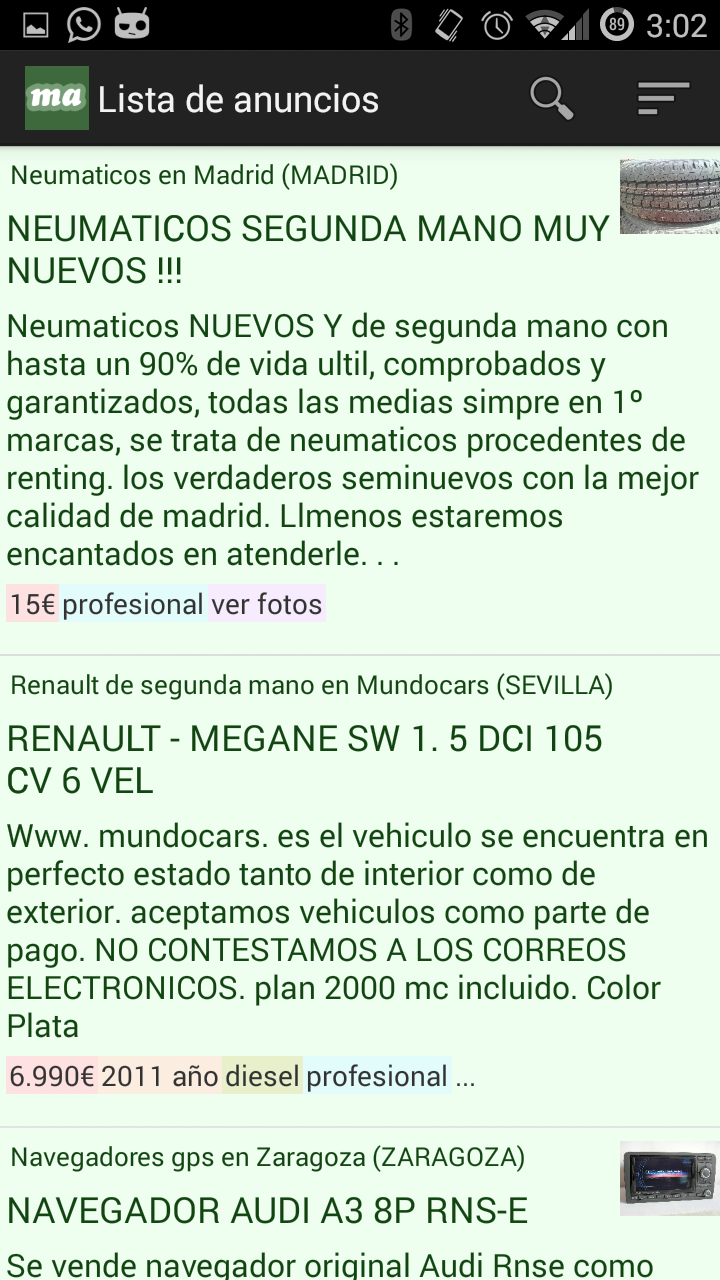 89 3:02
ma Lista de anuncios
Neumaticos en Madrid (MADRID)
NEUMATICOS SEGUNDA MANO MUY
NUEVOS !!!
Neumaticos NUEVOS Y de segunda mano con
hasta un 90% de vida ultil, comprobados y
garantizados, todas las medias simpre en 1º
marcas, se trata de neumaticos procedentes de
renting. los verdaderos seminuevos con la mejor
calidad de madrid. Llmenos estaremos
encantados en atenderle. . .
15€ profesional ver fotos
Renault de segunda mano en Mundocars (SEVILLA)
RENAULT - MEGANE SW 1. 5 DCI 105
CV 6 VEL
Www. mundocars. es el vehiculo se encuentra en
perfecto estado tanto de interior como de
exterior. aceptamos vehiculos como parte de
pago. NO CONTESTAMOS A LOS CORREOS
ELECTRONICOS. plan 2000 mc incluido. Color
Plata
6.990€ 2011 año diesel profesional ...
Navegadores gps en Zaragoza (ZARAGOZA)
NAVEGADOR AUDI A3 8P RNS-E
Se vende navegador original Audi Rnse como